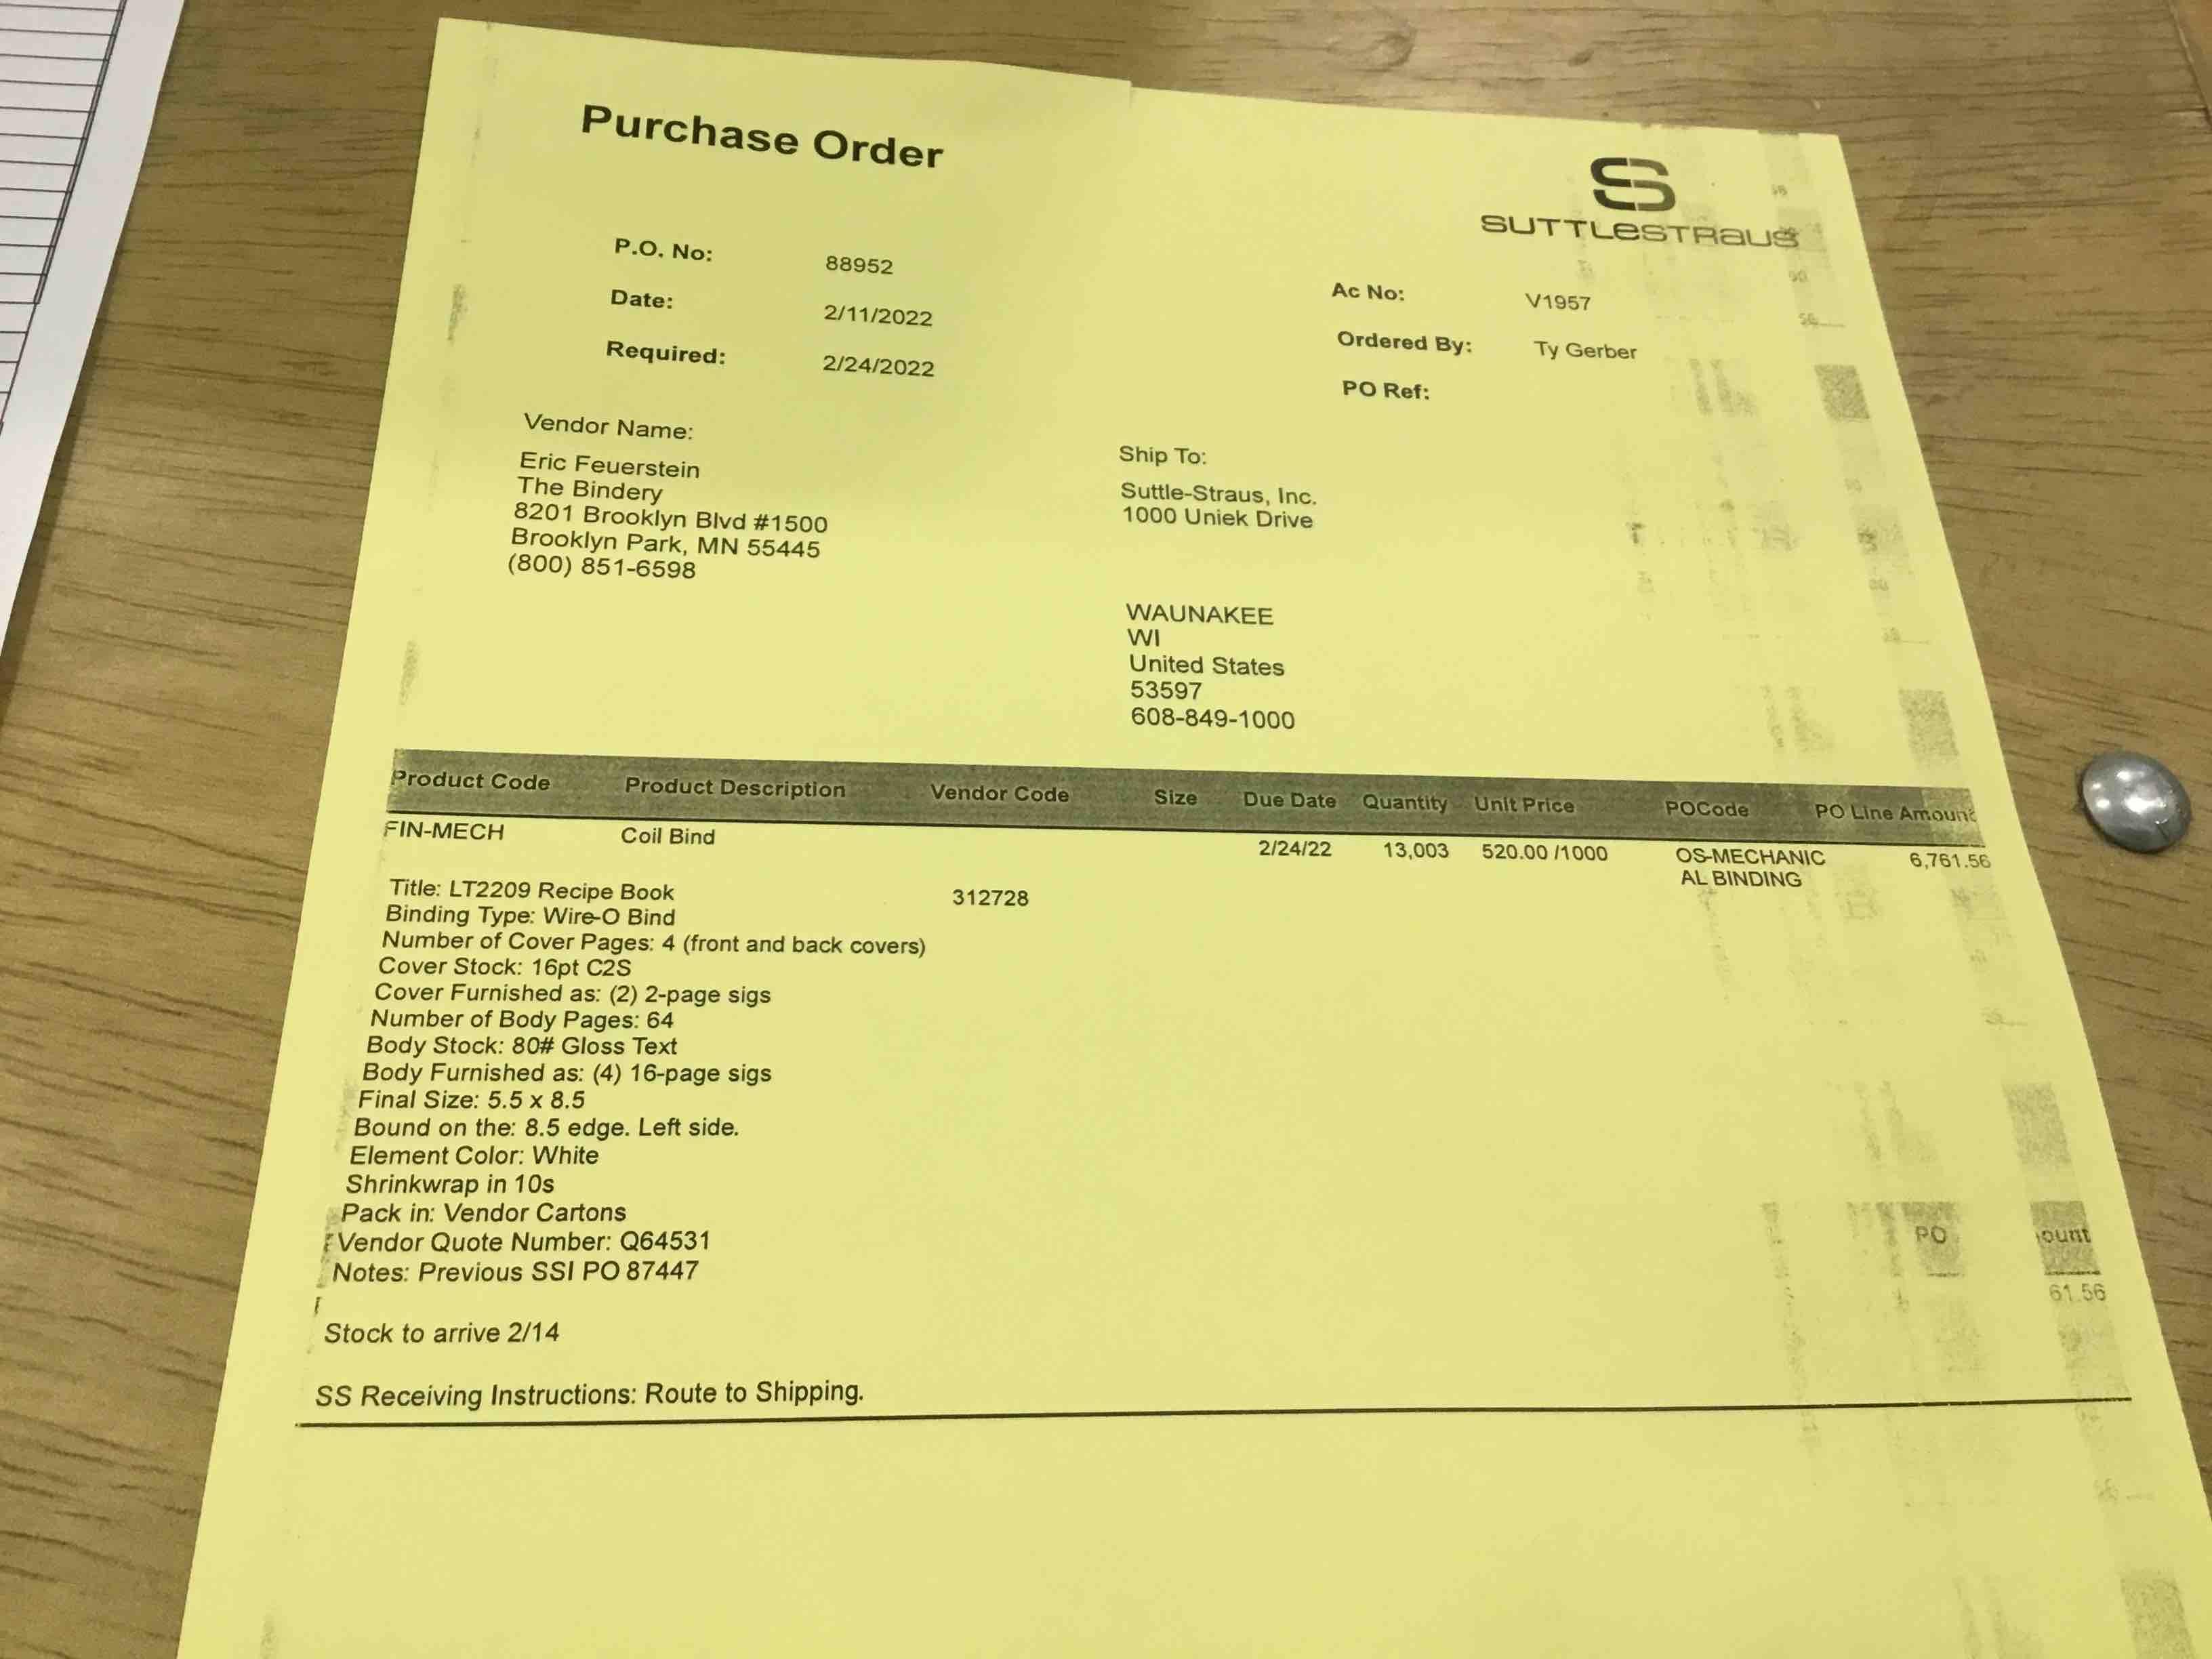 Purchase Order
SUTTLESTRAUS
P.O. No: 88952
Date: 2/11/2022
Required: 2/24/2022
Ac No: V1957
Ordered By: Ty Gerber
PO Ref:
Vendor Name:
Eric Feuerstein
The Bindery
8201 Brooklyn Blvd #1500
Brooklyn Park, MN 55445
(800) 851-6598
Ship To:
Suttle-Straus, Inc.
1000 Uniek Drive
WAUNAKEE
WI
United States
53597
608-849-1000
Product Code Product Description Vendor Code Size Due Date Quantity Unit Price POCode PO Line Amount
FIN-MECH Coil Bind 2/24/22 13,003 520.00 /1000 OS-MECHANIC 6,761.56
AL BINDING
Title: LT2209 Recipe Book 312728
Binding Type: Wire-O Bind
Number of Cover Pages: 4 (front and back covers)
Cover Stock: 16pt C2S
Cover Furnished as: (2) 2-page sigs
Number of Body Pages: 64
Body Stock: 80# Gloss Text
Body Furnished as: (4) 16-page sigs
Final Size: 5.5 x 8.5
Bound on the: 8.5 edge. Left side.
Element Color: White
Shrinkwrap in 10s
Pack in: Vendor Cartons
Vendor Quote Number: Q64531
Notes: Previous SSI PO 87447
PO ount
61.56
Stock to arrive 2/14
SS Receiving Instructions: Route to Shipping.